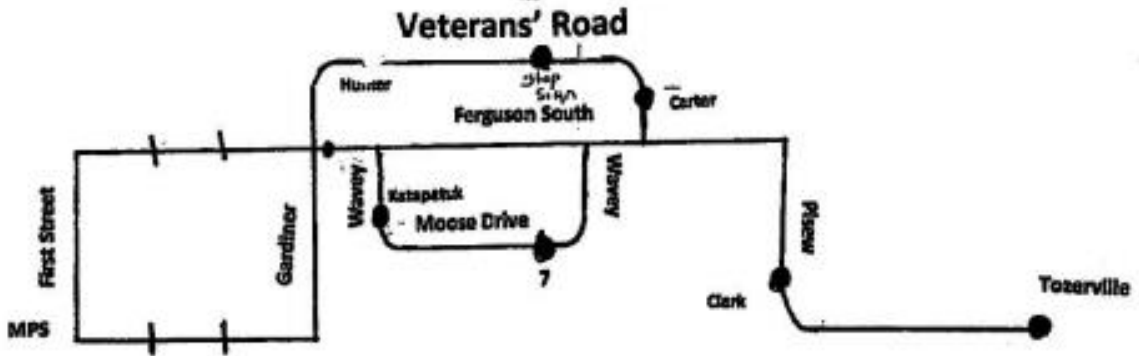 Veterans' Road
Hunter
stop
sign
Carter
Ferguson South
First Street
Gardiner
Wavey
Katapatuk
Moose Drive
Wavey
Pisew
7
Clark
Tozerville
MPS